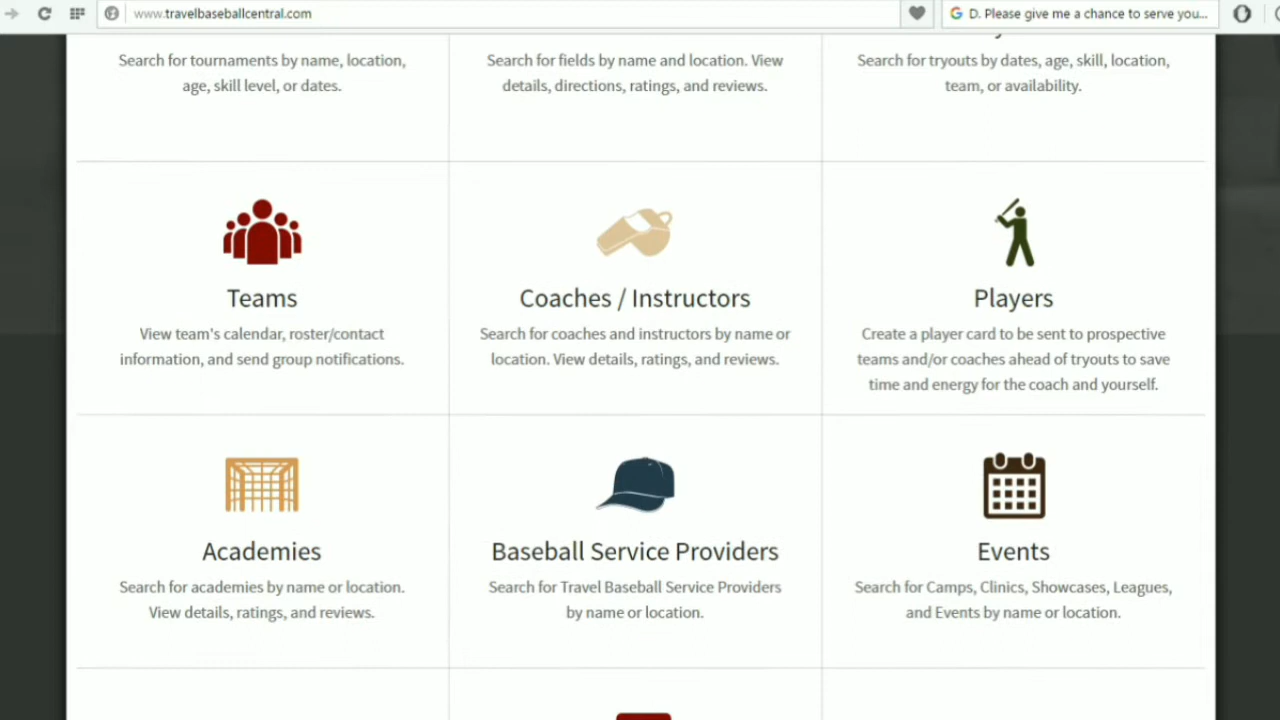 www.travelbaseballcentral.com
D. Please give me a chance to serve you...
Search for tournaments by name, location,
age, skill level, or dates.
Search for fields by name and location. View
details, directions, ratings, and reviews.
Search for tryouts by dates, age, skill, location,
team, or availability.
Teams
View team's calendar, roster/contact
information, and send group notifications.
Coaches / Instructors
Search for coaches and instructors by name or
location. View details, ratings, and reviews.
Players
Create a player card to be sent to prospective
teams and/or coaches ahead of tryouts to save
time and energy for the coach and yourself.
Academies
Search for academies by name or location.
View details, ratings, and reviews.
Baseball Service Providers
Search for Travel Baseball Service Providers
by name or location.
Events
Search for Camps, Clinics, Showcases, Leagues,
and Events by name or location.